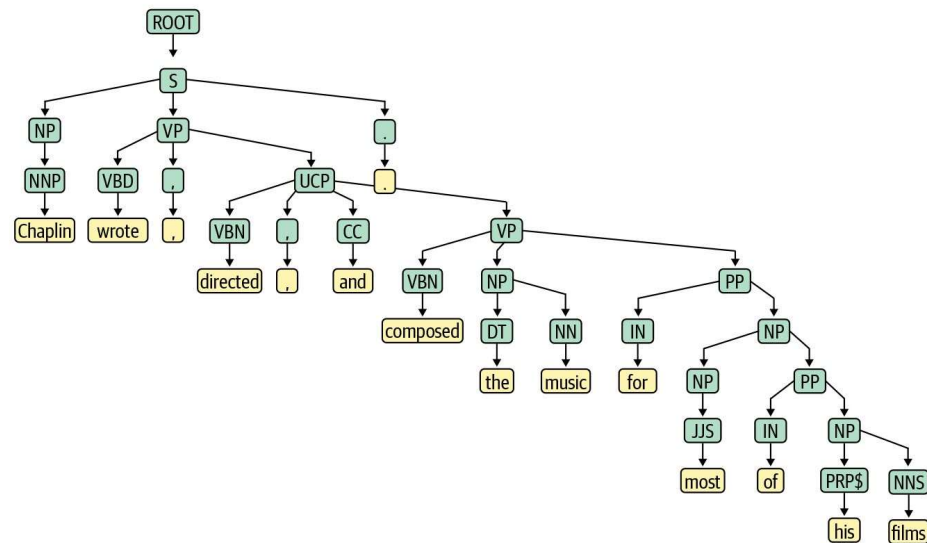 ROOT
S
NP VP .
NNP VBD , UCP .
Chaplin wrote , VBN , CC VP
directed , and VBN NP PP
composed DT NN IN NP
the music for NP PP
JJS IN NP
most of PRP$ NNS
his films